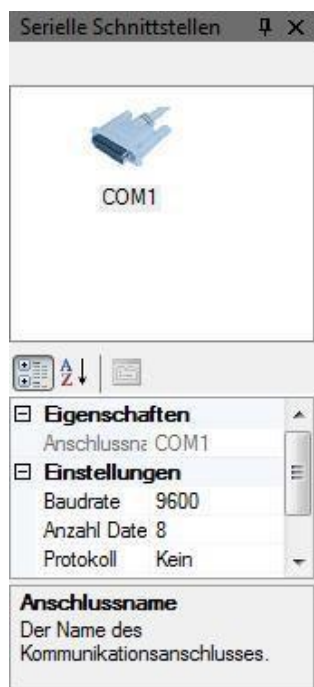 Serielle Schnittstellen
COM1
A
Z
Eigenschaften
Anschlussna COM1
Einstellungen
Baudrate 9600
Anzahl Date 8
Protokoll Kein
Anschlussname
Der Name des
Kommunikationsanschlusses.